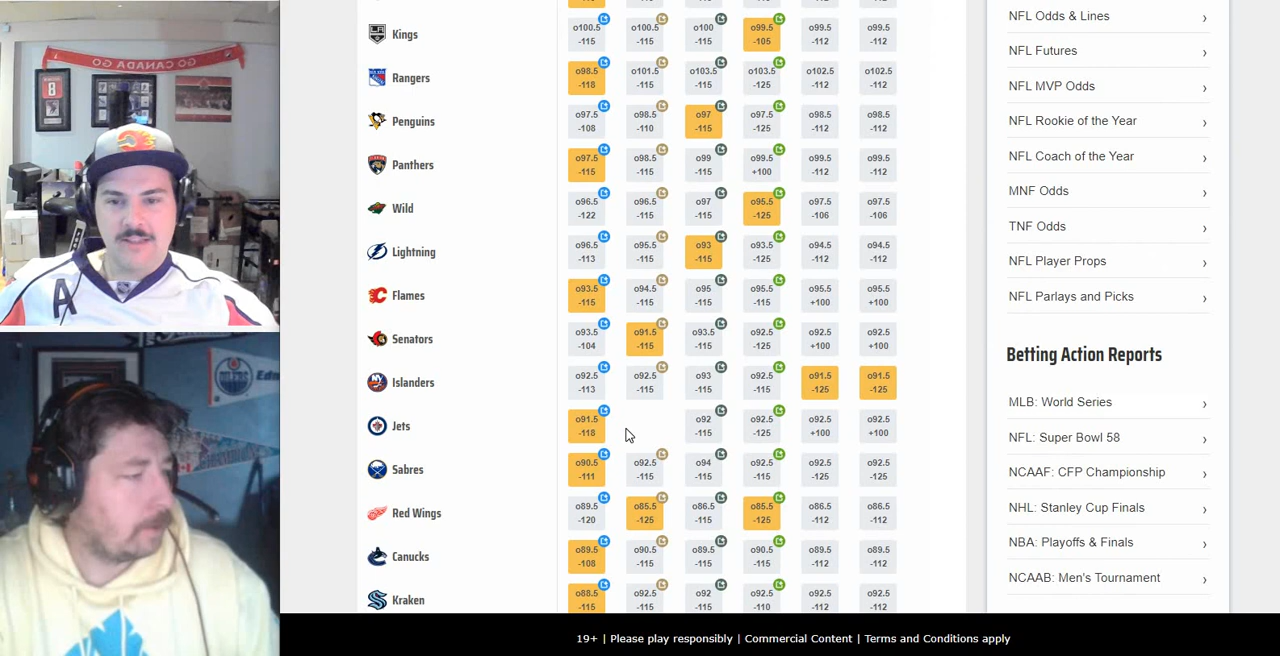 GO CANADA GO
8
A
OILERS
Edm
Kings o100.5 o100.5 o100 o99.5 o99.5 o99.5
-115 -115 -115 -105 -112 -112
Rangers o98.5 o101.5 o103.5 o103.5 o102.5 o102.5
-118 -115 -115 -125 -112 -112
Penguins o97.5 o98.5 o97 o97.5 o98.5 o98.5
-108 -110 -115 -125 -112 -112
Panthers o97.5 o98.5 o99 o99.5 o99.5 o99.5
-115 -115 -115 +100 -112 -112
Wild o96.5 o96.5 o97 o95.5 o97.5 o97.5
-122 -115 -115 -125 -106 -106
Lightning o96.5 o95.5 o93 o93.5 o94.5 o94.5
-113 -115 -115 -125 -112 -112
Flames o93.5 o94.5 o95 o95.5 o95.5 o95.5
-115 -115 -115 -115 +100 +100
Senators o93.5 o91.5 o93.5 o92.5 o92.5 o92.5
-104 -115 -115 -125 +100 +100
Islanders o92.5 o92.5 o93 o92.5 o91.5 o91.5
-113 -115 -115 -115 -125 -125
Jets o91.5 o92 o92.5 o92.5 o92.5
-118 -115 -125 +100 +100
Sabres o90.5 o92.5 o94 o92.5 o92.5 o92.5
-111 -115 -115 -115 -125 -125
Red Wings o89.5 o85.5 o86.5 o85.5 o86.5 o86.5
-120 -125 -115 -125 -112 -112
Canucks o89.5 o90.5 o89.5 o90.5 o89.5 o89.5
-108 -115 -115 -115 -112 -112
Kraken o88.5 o92.5 o92 o92.5 o92.5 o92.5
-115 -115 -115 -110 -112 -112
NFL Odds & Lines
NFL Futures
NFL MVP Odds
NFL Rookie of the Year
NFL Coach of the Year
MNF Odds
TNF Odds
NFL Player Props
NFL Parlays and Picks
Betting Action Reports
MLB: World Series
NFL: Super Bowl 58
NCAAF: CFP Championship
NHL: Stanley Cup Finals
NBA: Playoffs & Finals
NCAAB: Men's Tournament
19+ | Please play responsibly | Commercial Content | Terms and Conditions apply